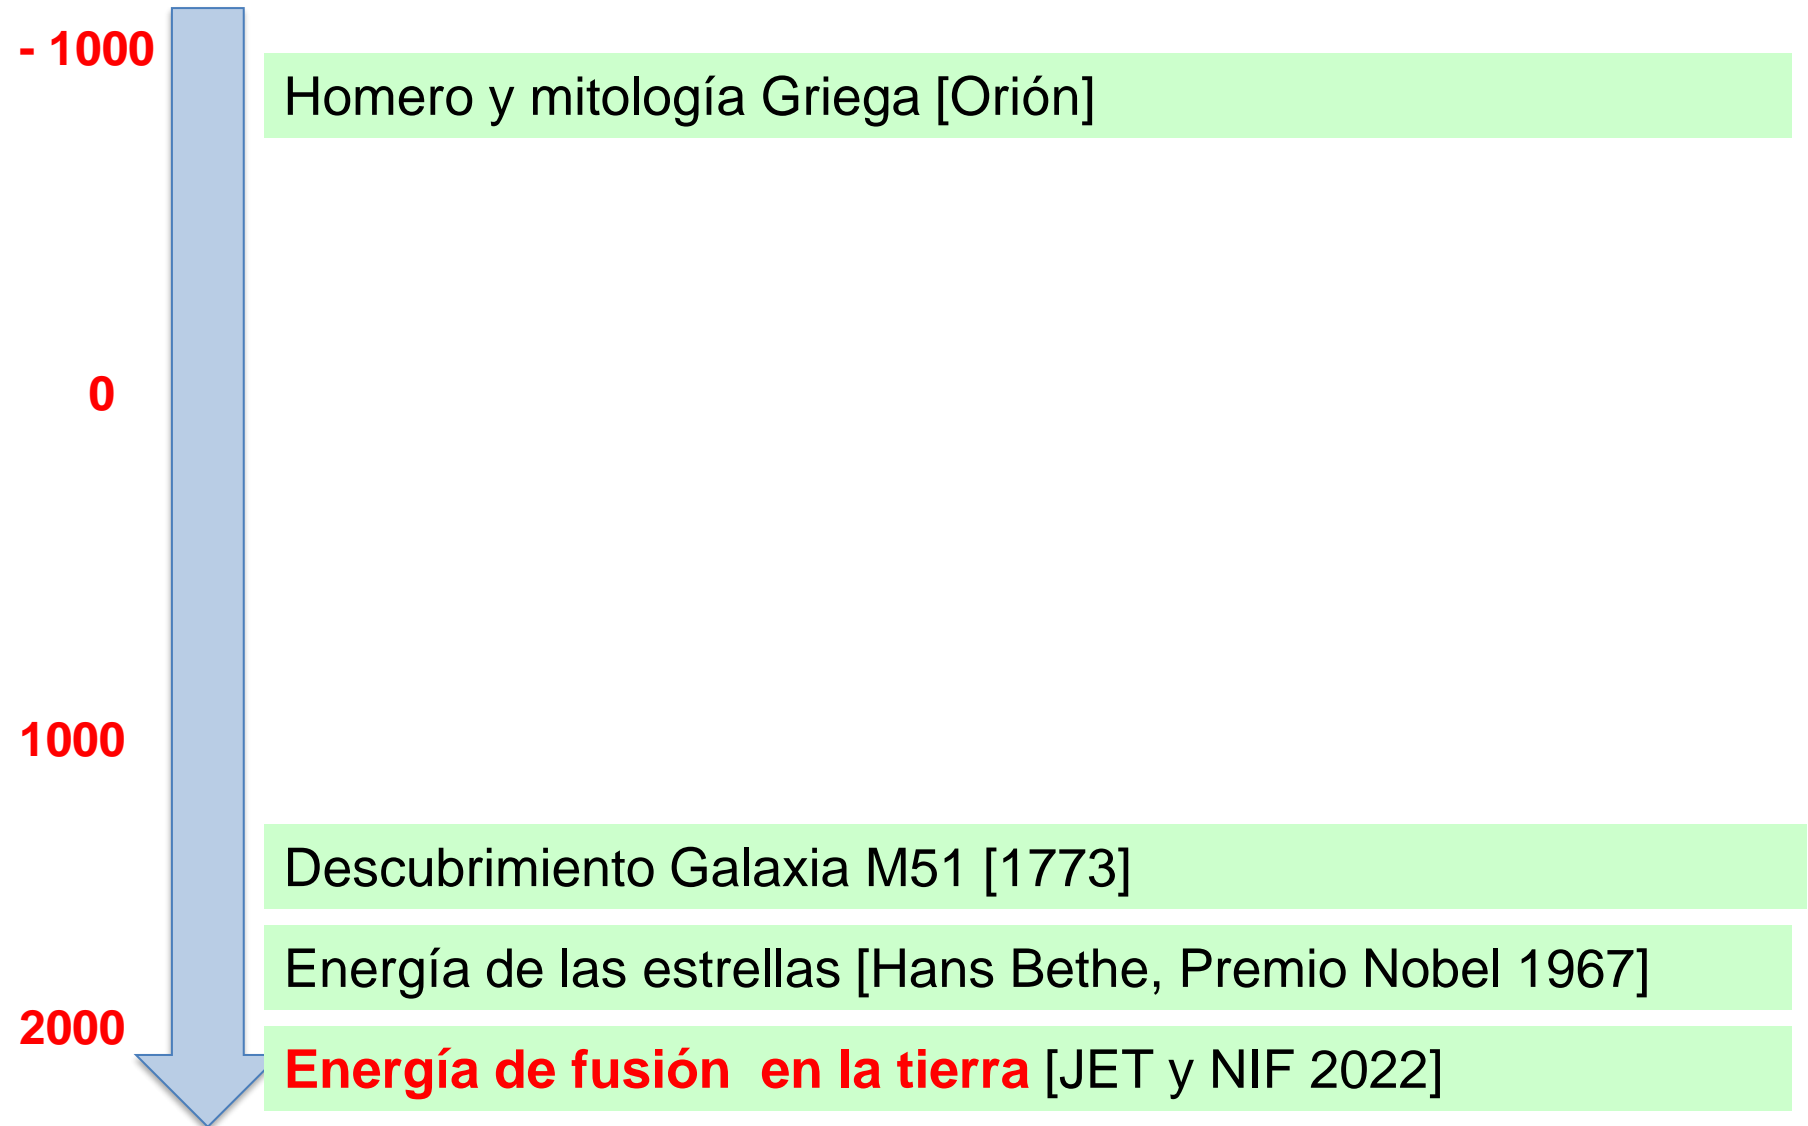 - 1000
Homero y mitología Griega [Orión]
0
1000
Descubrimiento Galaxia M51 [1773]
Energía de las estrellas [Hans Bethe, Premio Nobel 1967]
2000
Energía de fusión  en la tierra [JET y NIF 2022]